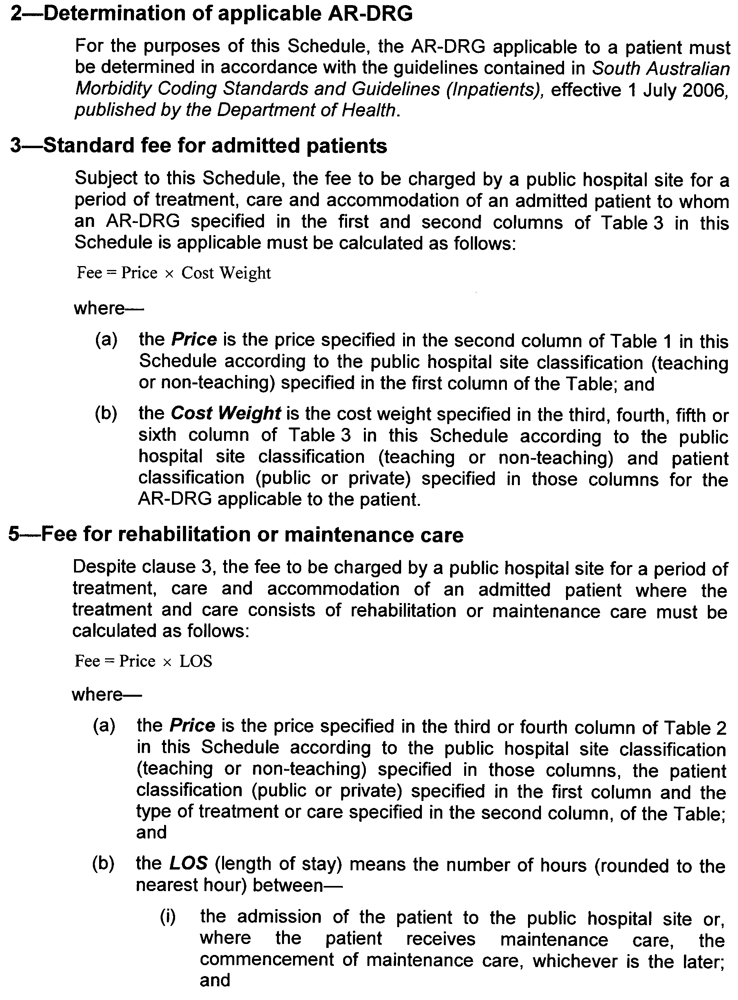 2—Determination of applicable AR-DRG
For the purposes of this Schedule, the AR-DRG applicable to a patient must
be determined in accordance with the guidelines contained in South Australian
Morbidity Coding Standards and Guidelines (Inpatients), effective 1 July 2006,
published by the Department of Health.
3—Standard fee for admitted patients
Subject to this Schedule, the fee to be charged by a public hospital site for a
period of treatment, care and accommodation of an admitted patient to whom
an AR-DRG specified in the first and second columns of Table 3 in this
Schedule is applicable must be calculated as follows:
Fee = Price × Cost Weight
where—
(a) the Price is the price specified in the second column of Table 1 in this
Schedule according to the public hospital site classification (teaching
or non-teaching) specified in the first column of the Table; and
(b) the Cost Weight is the cost weight specified in the third, fourth, fifth or
sixth column of Table 3 in this Schedule according to the public
hospital site classification (teaching or non-teaching) and patient
classification (public or private) specified in those columns for the
AR-DRG applicable to the patient.
5—Fee for rehabilitation or maintenance care
Despite clause 3, the fee to be charged by a public hospital site for a period of
treatment, care and accommodation of an admitted patient where the
treatment and care consists of rehabilitation or maintenance care must be
calculated as follows:
Fee = Price × LOS
where—
(a) the Price is the price specified in the third or fourth column of Table 2
in this Schedule according to the public hospital site classification
(teaching or non-teaching) specified in those columns, the patient
classification (public or private) specified in the first column and the
type of treatment or care specified in the second column, of the Table;
and
(b) the LOS (length of stay) means the number of hours (rounded to the
nearest hour) between—
(i) the admission of the patient to the public hospital site or,
where the patient receives maintenance care, the
commencement of maintenance care, whichever is the later;
and